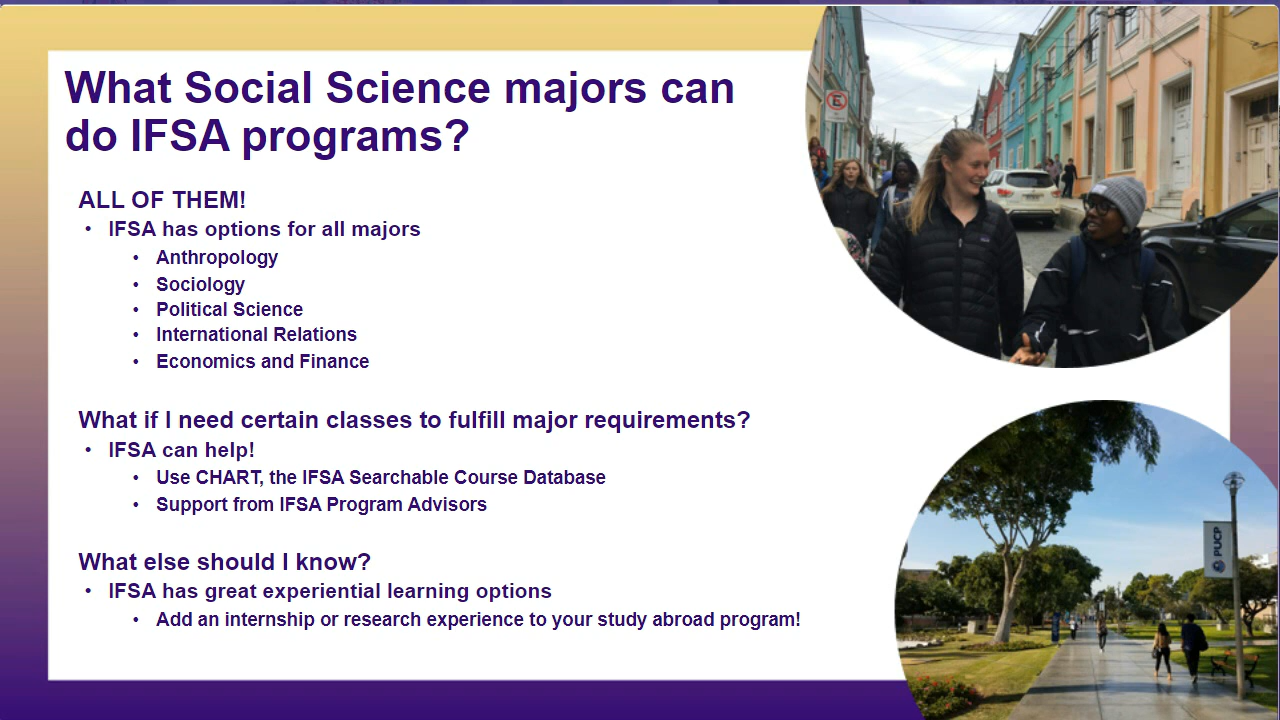 What Social Science majors can
do IFSA programs?
ALL OF THEM!
• IFSA has options for all majors
• Anthropology
• Sociology
• Political Science
• International Relations
• Economics and Finance
What if I need certain classes to fulfill major requirements?
• IFSA can help!
• Use CHART, the IFSA Searchable Course Database
• Support from IFSA Program Advisors
What else should I know?
• IFSA has great experiential learning options
• Add an internship or research experience to your study abroad program!
E
PUCP